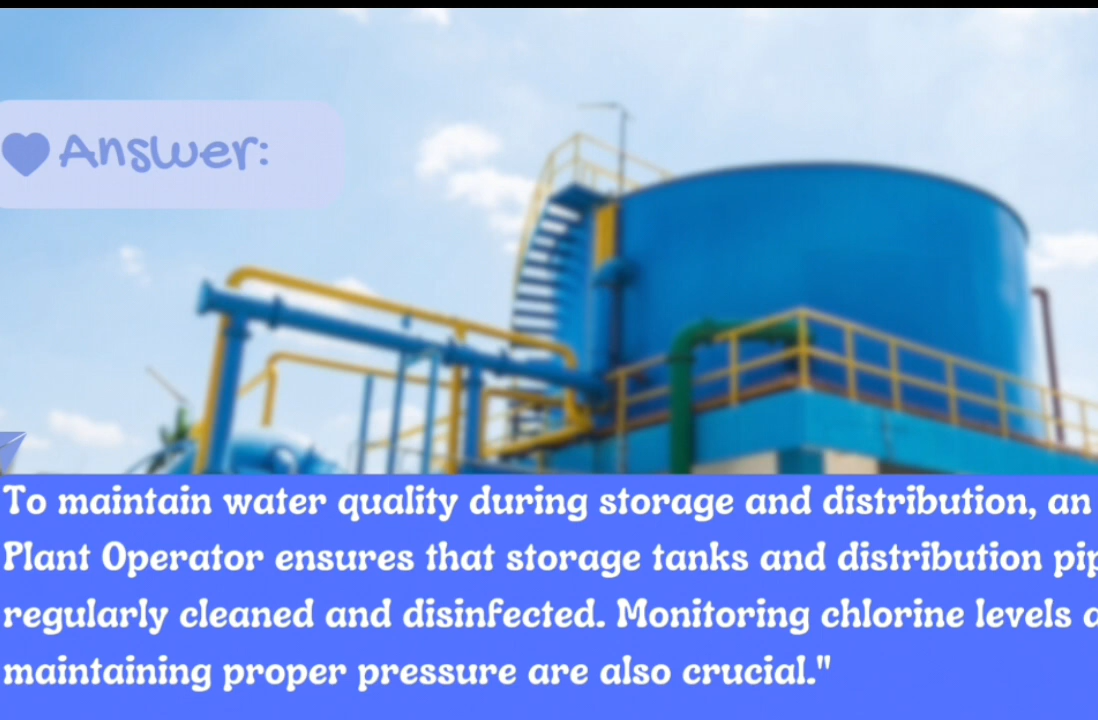 Answer:
To maintain water quality during storage and distribution, an
Plant Operator ensures that storage tanks and distribution
regularly cleaned and disinfected. Monitoring chlorine levels
maintaining proper pressure are also crucial."